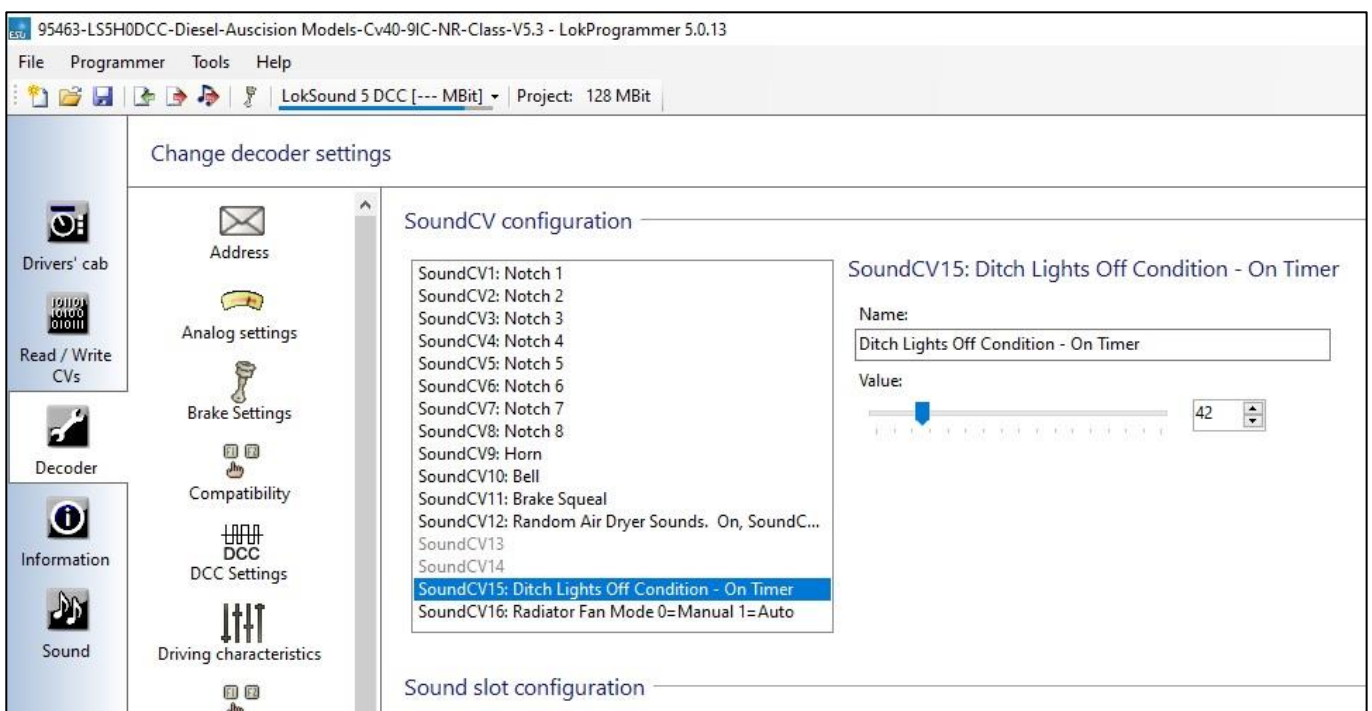 95463-LS5H0DCC-Diesel-Auscision Models-Cv40-9IC-NR-Class-V5.3 - LokProgrammer 5.0.13
File Programmer Tools Help
LokSound 5 DCC [--- MBit] Project: 128 MBit
Change decoder settings
Drivers' cab
Read / Write
CVs
Decoder
Information
Sound
Address
Analog settings
Brake Settings
Compatibility
DCC
DCC Settings
Driving characteristics
SoundCV configuration
SoundCV1: Notch 1
SoundCV2: Notch 2
SoundCV3: Notch 3
SoundCV4: Notch 4
SoundCV5: Notch 5
SoundCV6: Notch 6
SoundCV7: Notch 7
SoundCV8: Notch 8
SoundCV9: Horn
SoundCV10: Bell
SoundCV11: Brake Squeal
SoundCV12: Random Air Dryer Sounds. On, SoundC...
SoundCV13
SoundCV14
SoundCV15: Ditch Lights Off Condition - On Timer
SoundCV16: Radiator Fan Mode 0=Manual 1=Auto
SoundCV15: Ditch Lights Off Condition - On Timer
Name:
Ditch Lights Off Condition - On Timer
Value:
42
Sound slot configuration